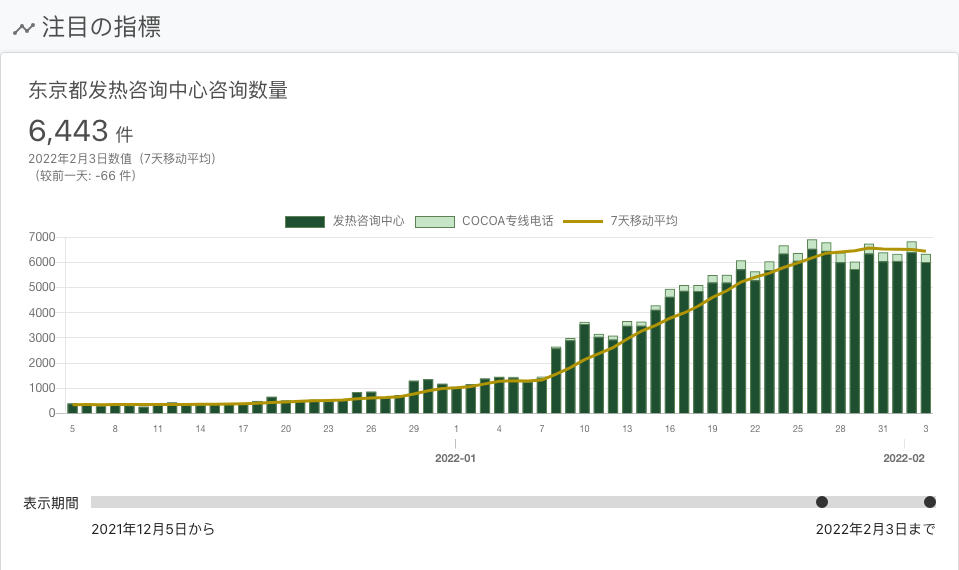 注目の指標
东京都发热咨询中心咨询数量
6,443 件
2022年2月3日数值（7天移动平均）
（较前一天: -66 件）
发热咨询中心 COCOA专线电话 7天移动平均
7000
6000
5000
4000
3000
2000
1000
0
5 8 11 14 17 20 23 26 29 1 4 7 10 13 16 19 22 25 28 31 3
2022-01 2022-02
表示期間
2021年12月5日から 2022年2月3日まで